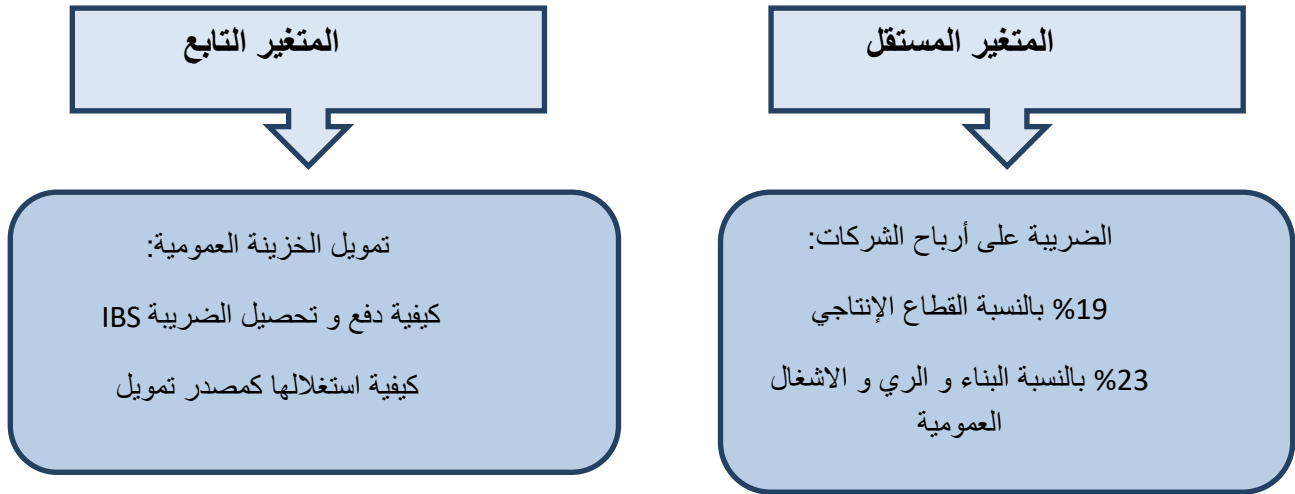 المتغير المستقل
الضريبة على أرباح الشركات:
%19 بالنسبة القطاع الإنتاجي
%23 بالنسبة البناء و الري و الاشغال
العمومية
المتغير التابع
تمويل الخزينة العمومية:
كيفية دفع و تحصيل الضريبة IBS
كيفية استغلالها كمصدر تمويل